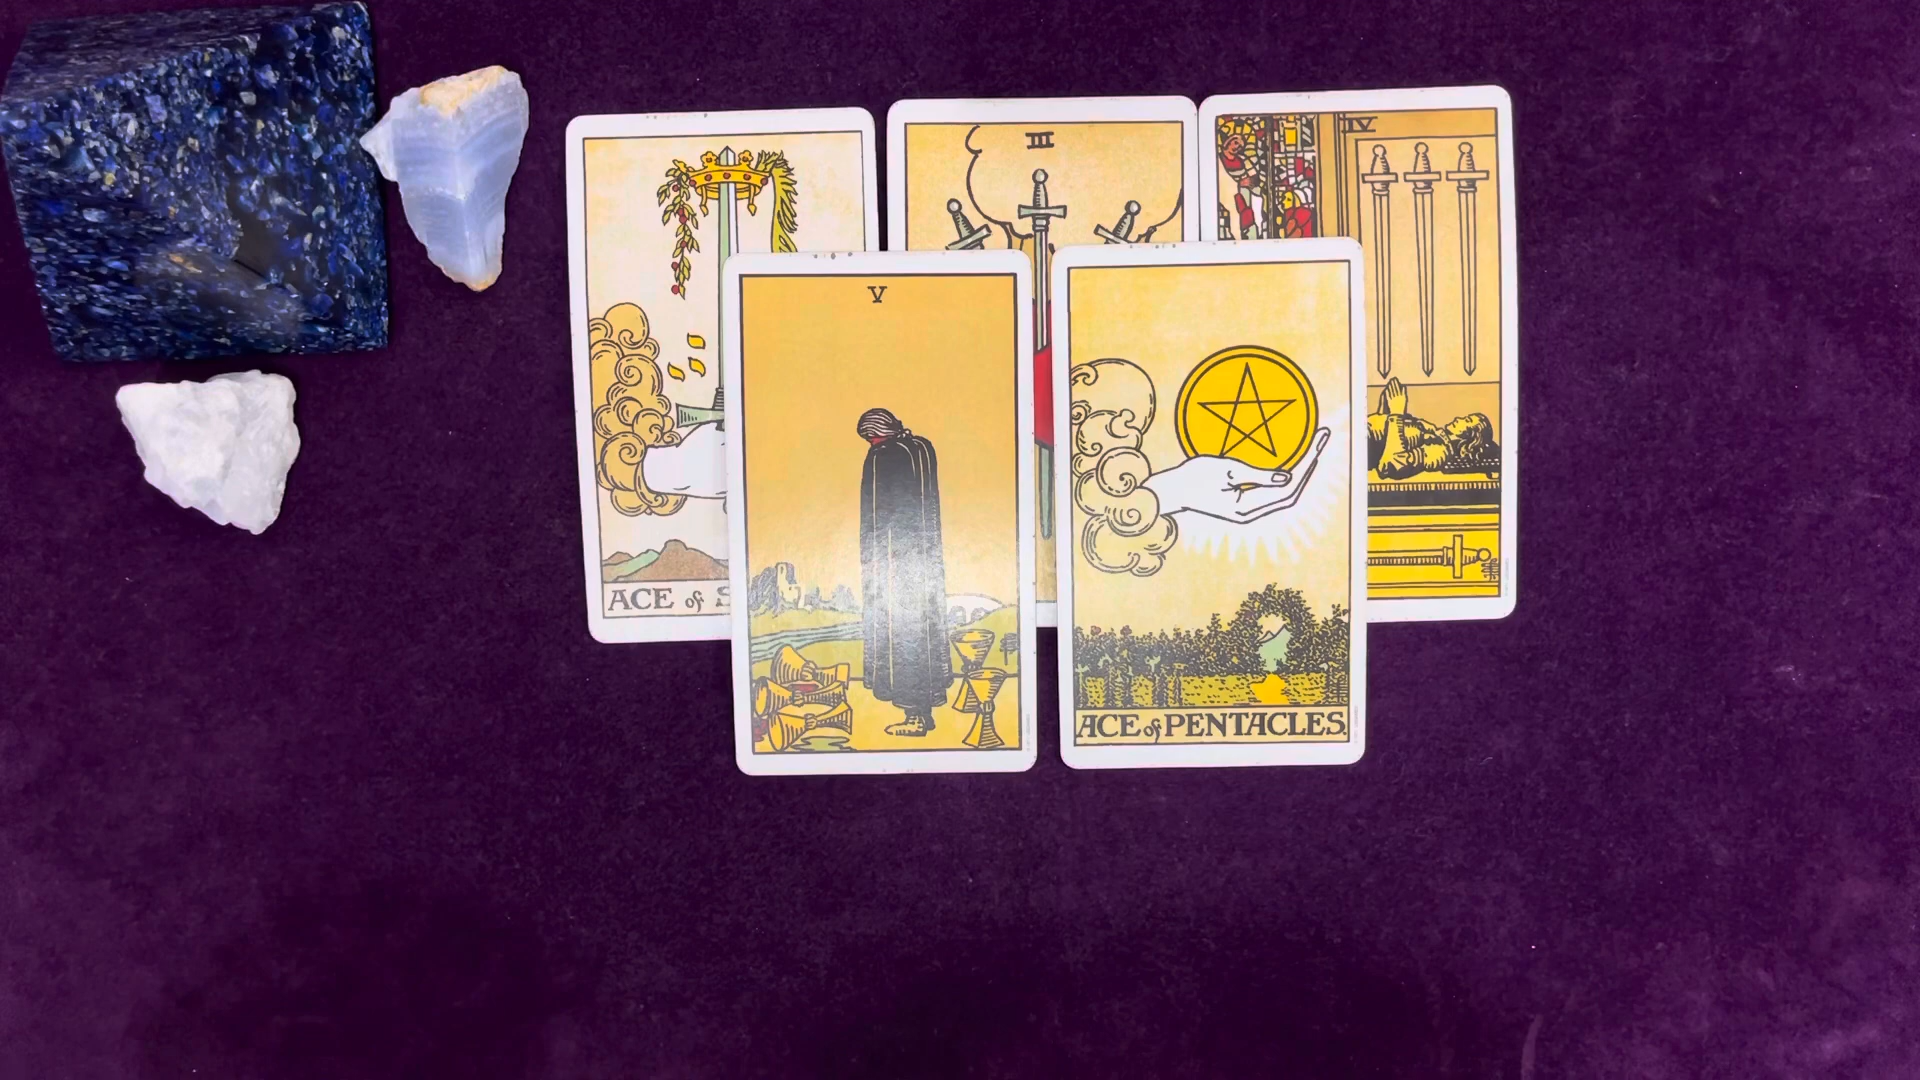 III
IV
V
ACE of S
ACE of PENTACLES.